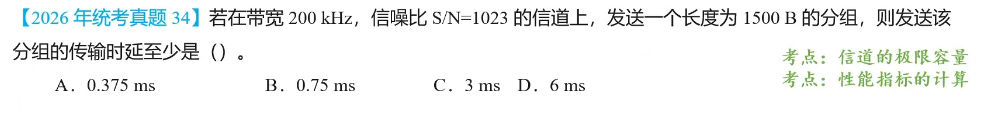 【2026 年统考真题 34】若在带宽 200 kHz，信噪比 S/N=1023 的信道上，发送一个长度为 1500 B 的分组，则发送该
分组的传输时延至少是（）。
考点：信道的极限容量
考点：性能指标的计算
A．0.375 ms B．0.75 ms C．3 ms D．6 ms